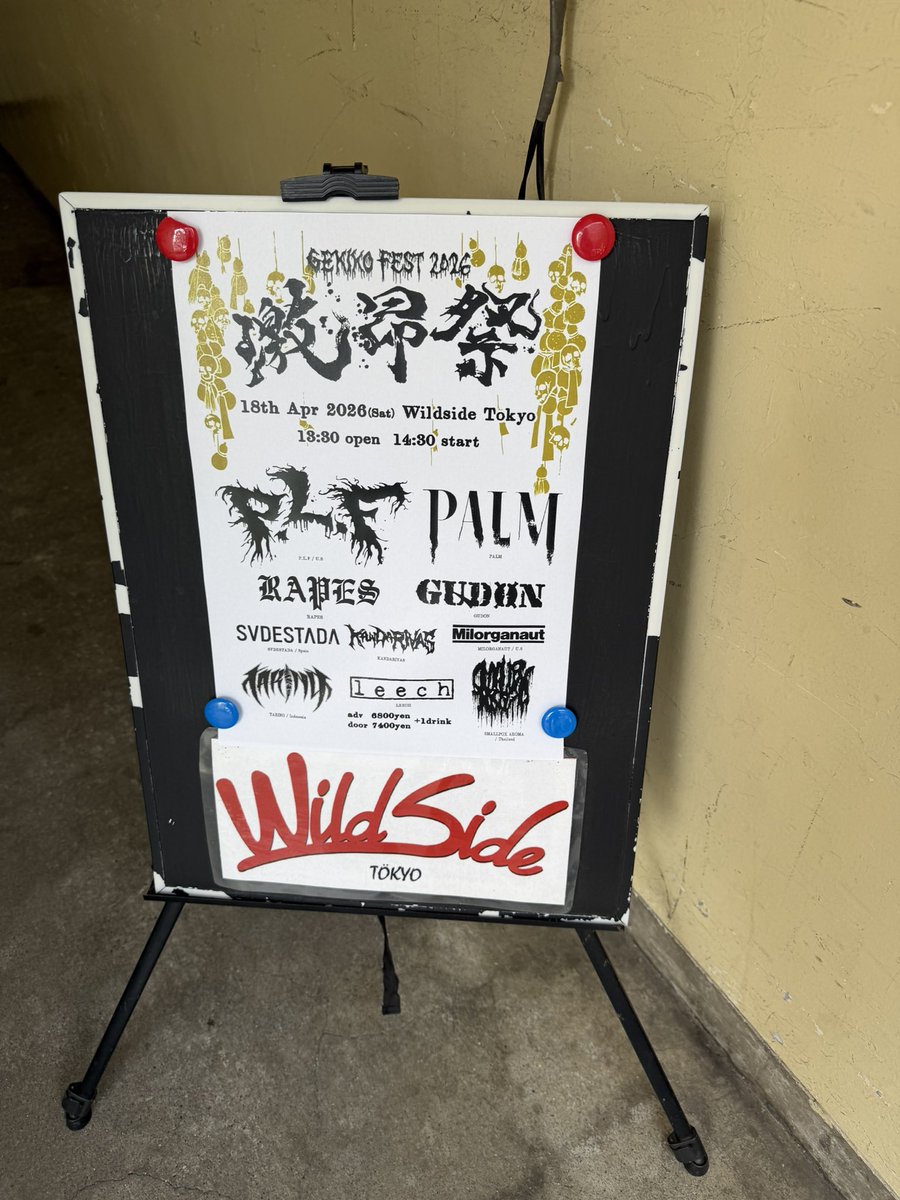 GEKIKO FEST 2026
激昂祭
18th Apr 2026(Sat) Wildside Tokyo
13:30 open 14:30 start
P.L.F PALM
P.L.F / U.S PALM
RAPES GUDON
RAPES GUDON
SVDESTADA KANDARIVAS Milorganaut
SVDESTADA / Spain KANDARIVAS MILORGANAUT / U.S
TARING leech
TARING / Indonesia LEECH
SMALLPOX AROMA
/ Thailand
adv 6800yen
door 7400yen +1drink
WildSide
TÖKYO